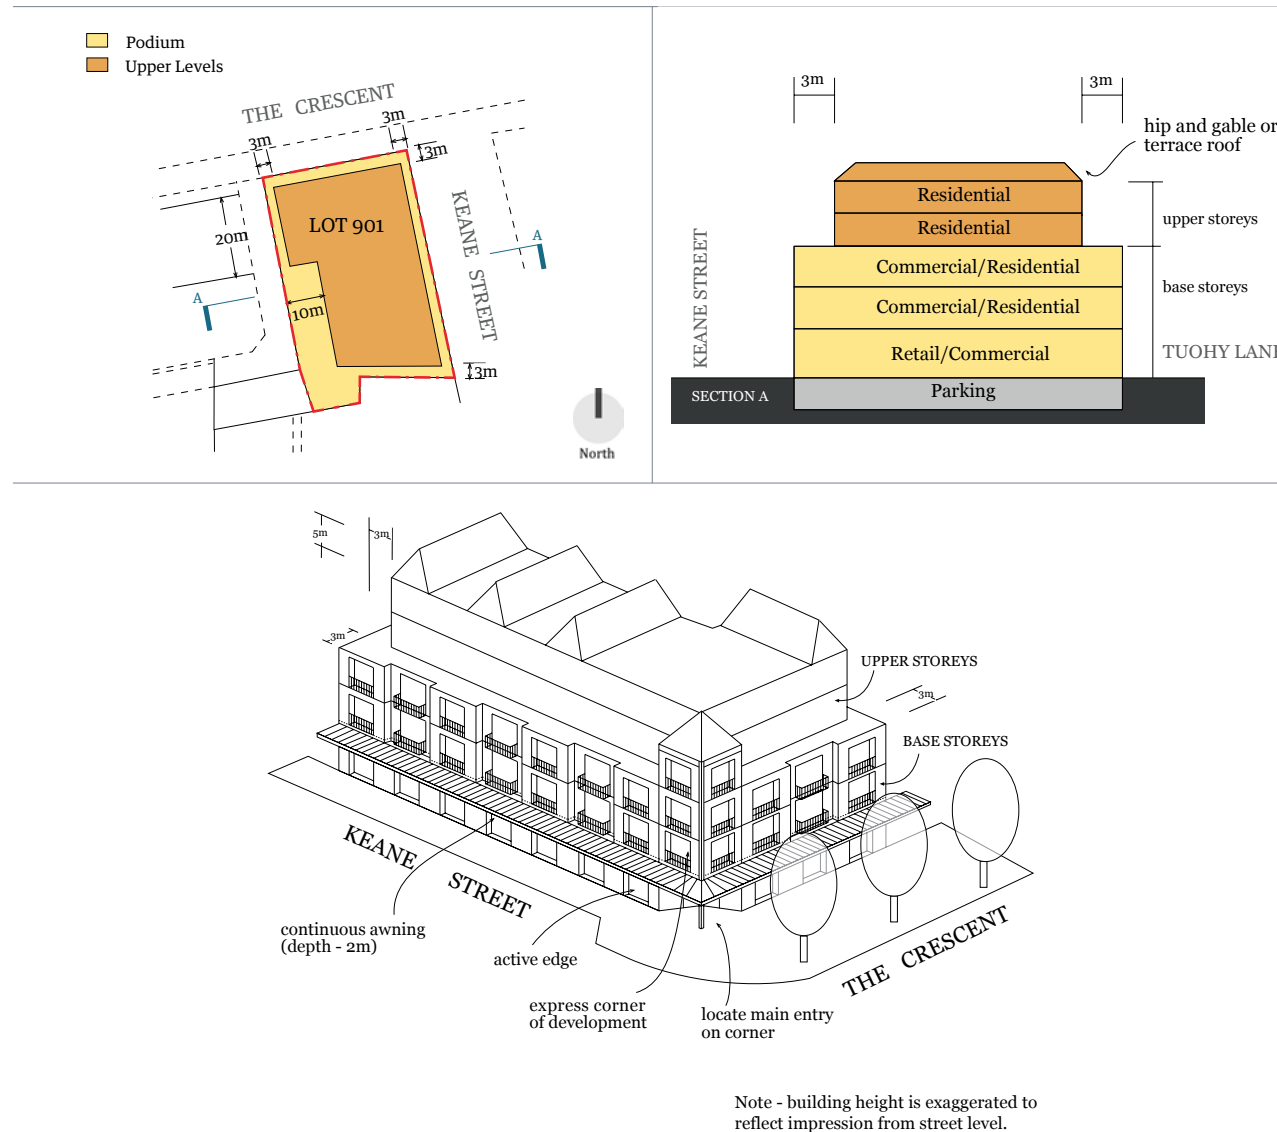 Podium
Upper Levels
THE CRESCENT
3m
3m
3m
LOT 901
20m
KEANE STREET
A
A
10m
3m
North
3m
3m
hip and gable or
terrace roof
Residential
Residential
upper storeys
Commercial/Residential
Commercial/Residential
base storeys
Retail/Commercial
KEANE STREET
TUOHY LANE
SECTION A
Parking
5m
3m
3m
UPPER STOREYS
3m
BASE STOREYS
KEANE STREET
continuous awning
(depth - 2m)
active edge
express corner
of development
locate main entry
on corner
THE CRESCENT
Note - building height is exaggerated to
reflect impression from street level.